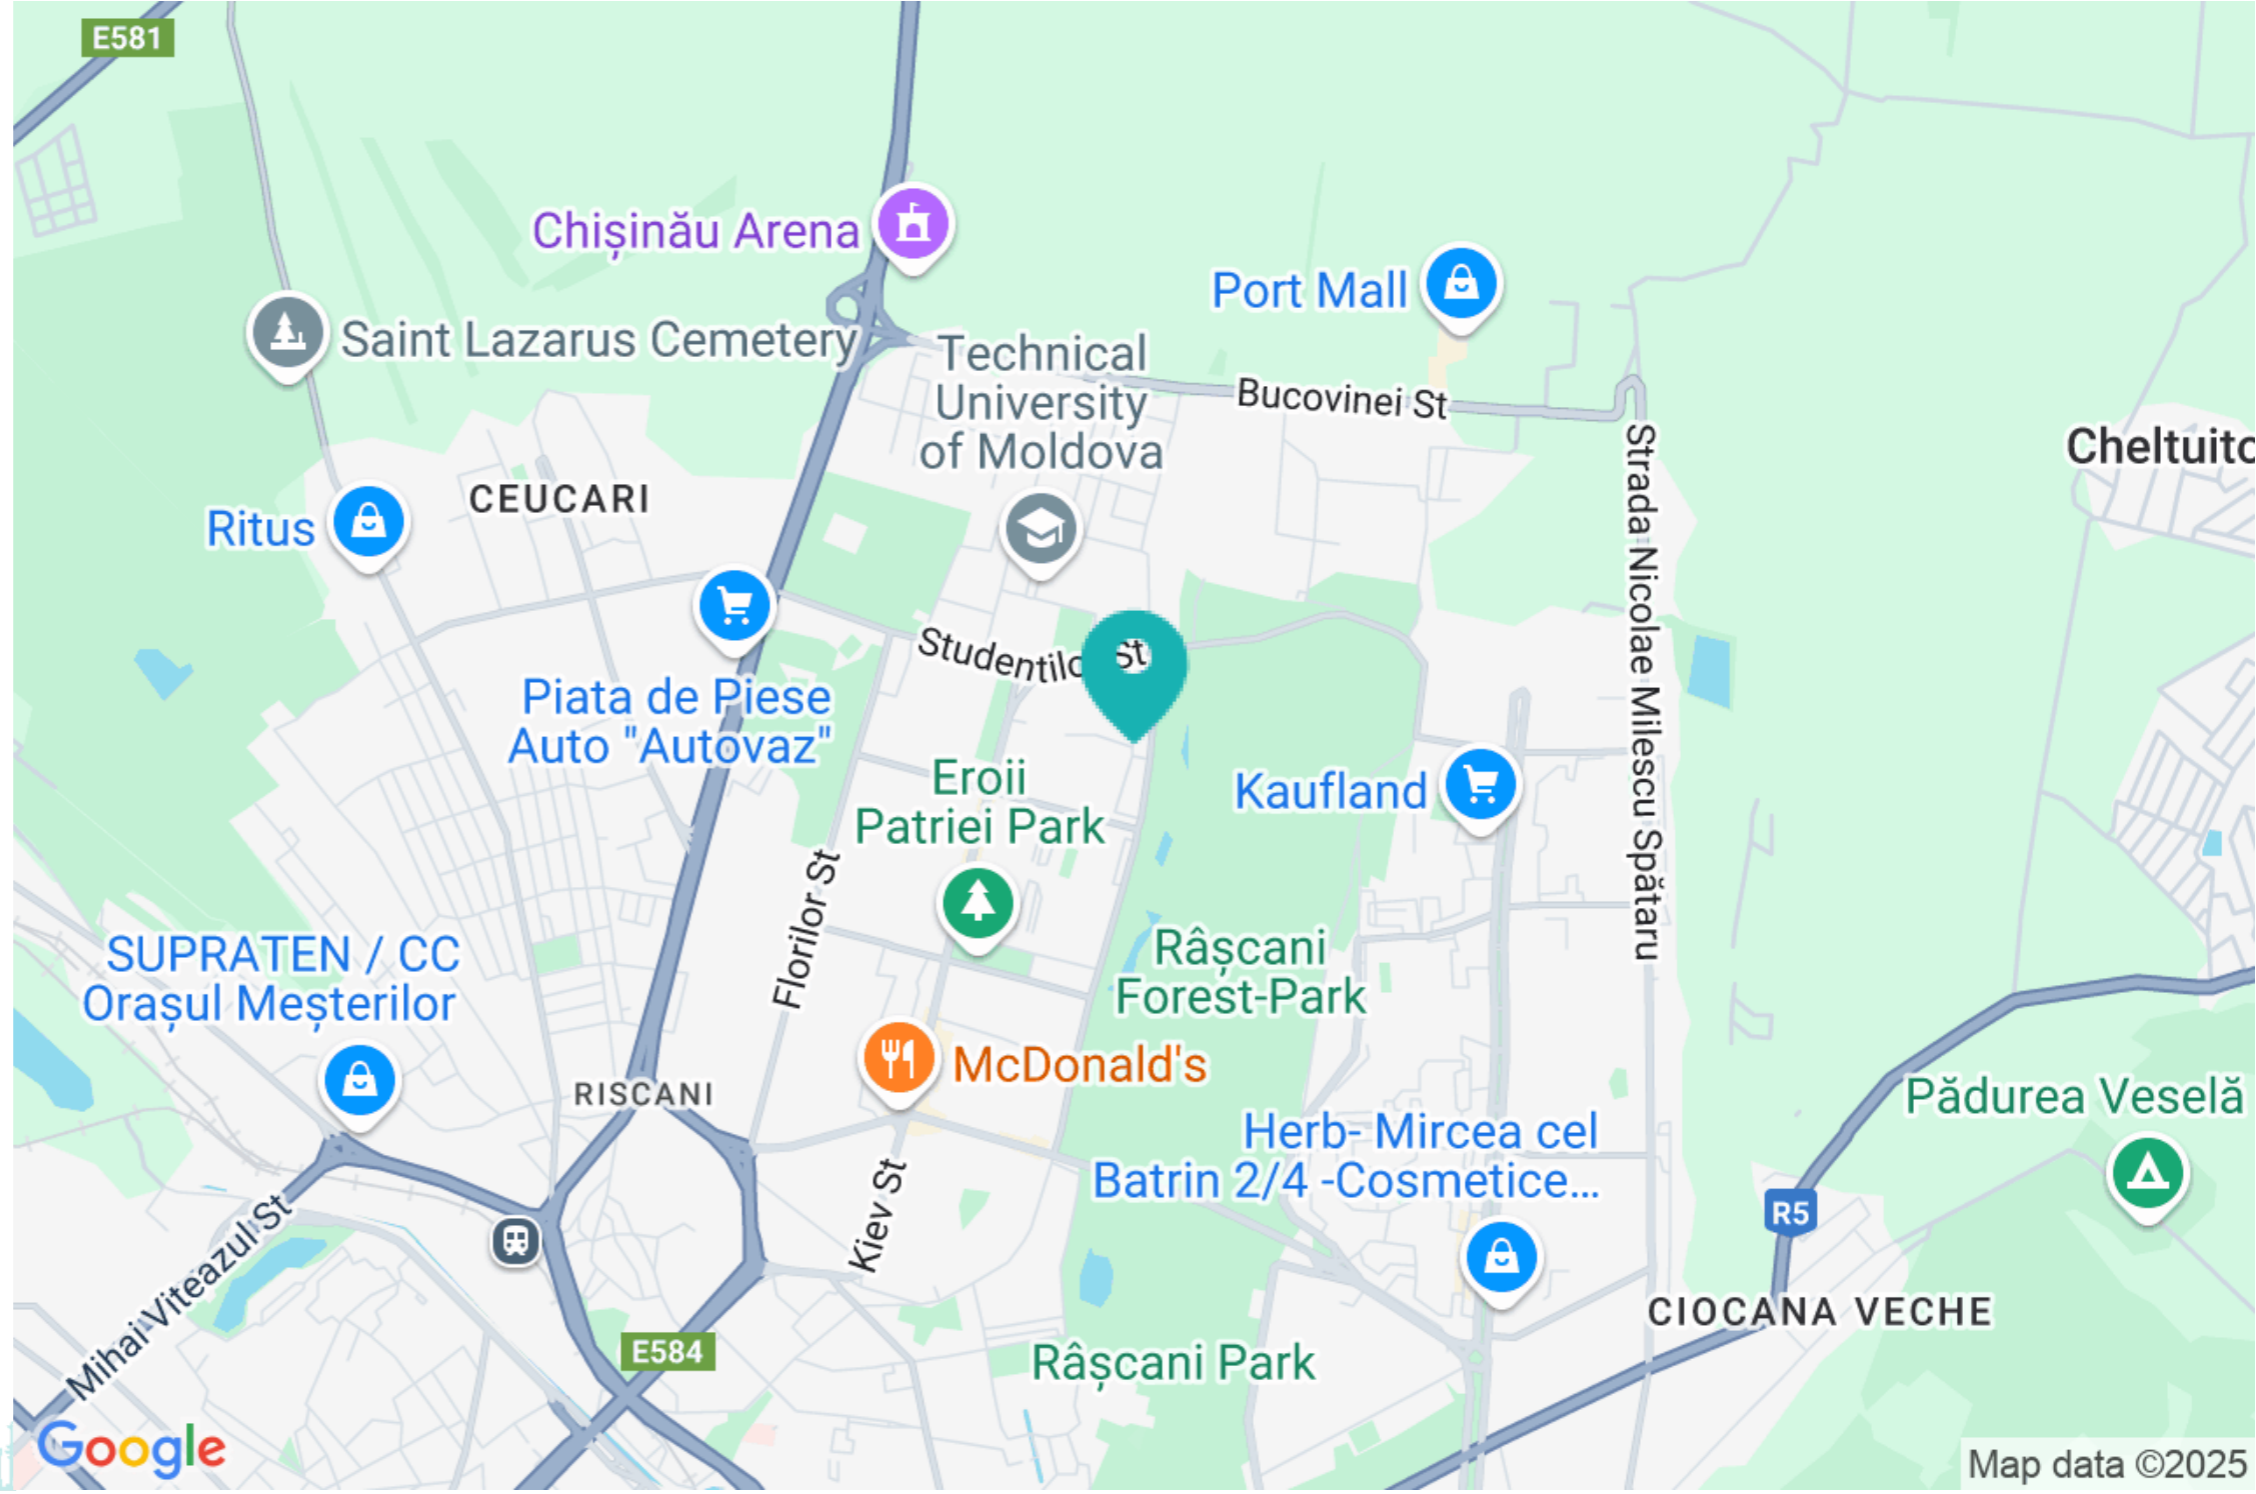 E581
Chișinău Arena
Port Mall
Saint Lazarus Cemetery
Technical
University
of Moldova
Bucovinei St
Cheltuito
CEUCARI
Ritus
Strada Nicolae Milescu Spătaru
Studentilo St
Piata de Piese
Auto "Autovaz"
Eroii
Patriei Park
Kaufland
Florilor St
SUPRATEN / CC
Orașul Meșterilor
Râșcani
Forest-Park
McDonald's
RISCANI
Pădurea Veselă
Herb- Mircea cel
Batrin 2/4 -Cosmetice...
Kiev St
R5
Mihai Viteazul St
CIOCANA VECHE
E584
Râșcani Park
Google
Map data ©2025